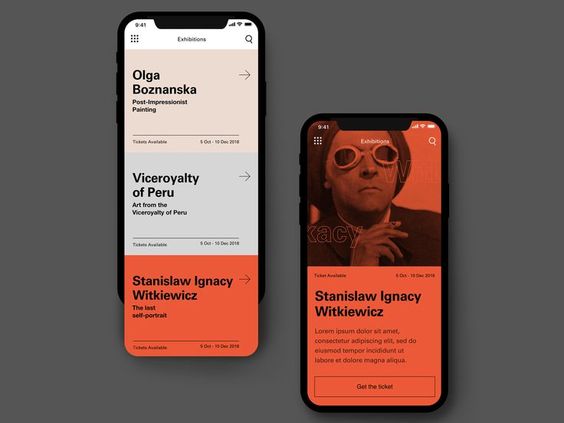 9:41
Exhibitions
Olga
Boznanska
Post-Impressionist
Painting
Tickets Available
5 Oct - 10 Dec 2018
Viceroyalty
of Peru
Art from the
Viceroyalty of Peru
Tickets Available
5 Oct - 10 Dec 2018
Stanislaw Ignacy
Witkiewicz
The last
self-portrait
Tickets Available
5 Oct - 10 Dec 2018
9:41
Exhibitions
Wit
kacy
Ticket Available
5 Oct - 10 Dec 2018
Stanislaw Ignacy
Witkiewicz
Lorem ipsum dolor sit amet,
consectetur adipiscing elit, sed do
eiusmod tempor incididunt ut
labore et dolore magna aliqua.
Get the ticket